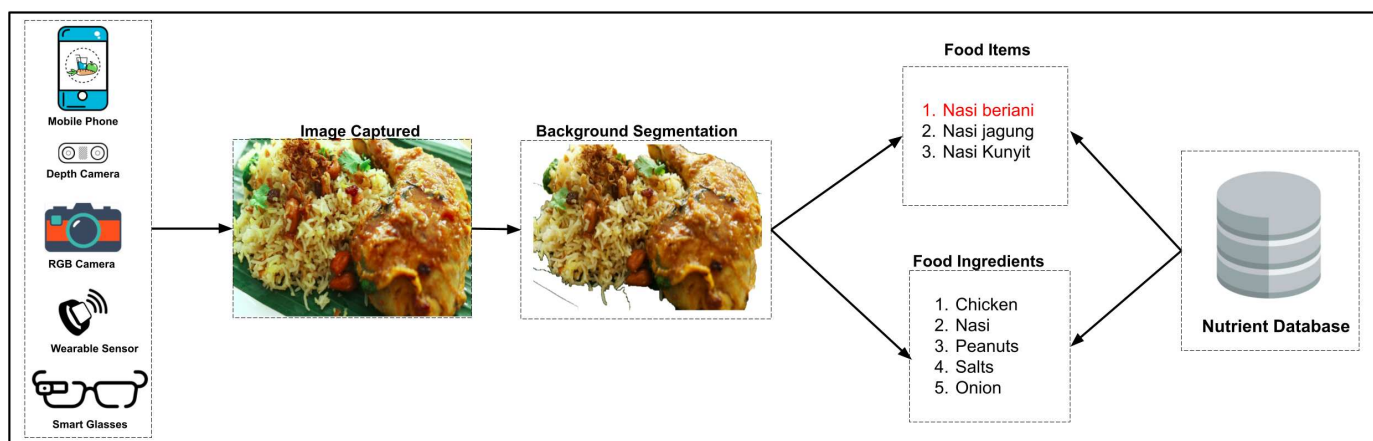 Mobile Phone
Depth Camera
RGB Camera
Wearable Sensor
Smart Glasses
Image Captured
Background Segmentation
Food Items
1. Nasi beriani
2. Nasi jagung
3. Nasi Kunyit
Food Ingredients
1. Chicken
2. Nasi
3. Peanuts
4. Salts
5. Onion
Nutrient Database